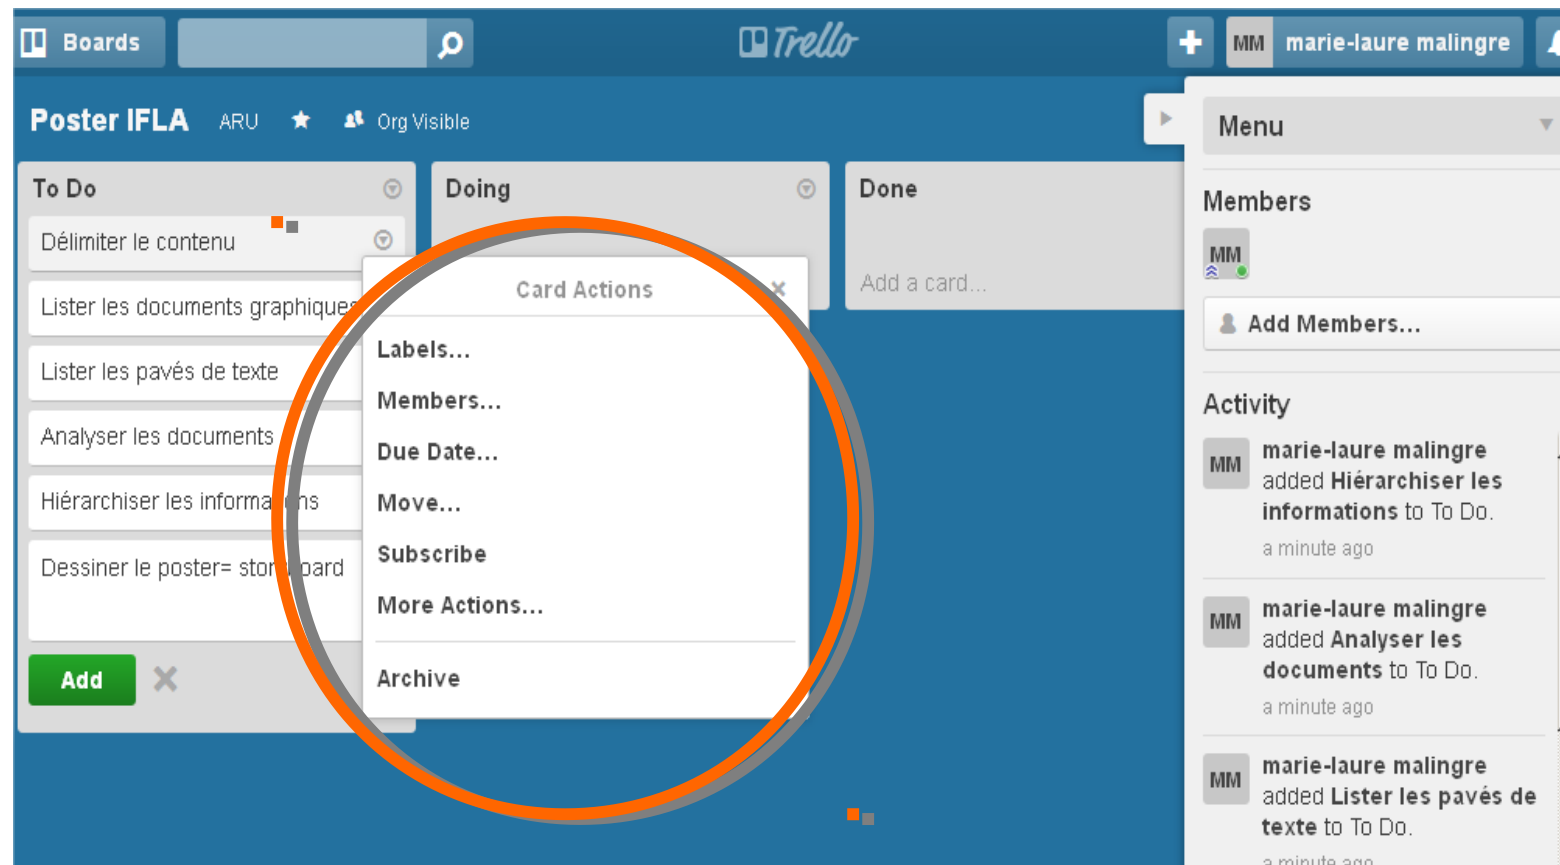 Boards
Trello
MM marie-laure malingre
Poster IFLA ARU Org Visible
To Do
Délimiter le contenu
Lister les documents graphiques
Lister les pavés de texte
Analyser les documents
Hiérarchiser les informations
Dessiner le poster= storyboard
Add
Doing
Card Actions
Labels...
Members...
Due Date...
Move...
Subscribe
More Actions...
Archive
Done
Add a card...
Menu
Members
MM
Add Members...
Activity
MM
marie-laure malingre
added Hiérarchiser les
informations to To Do.
a minute ago
MM
marie-laure malingre
added Analyser les
documents to To Do.
a minute ago
MM
marie-laure malingre
added Lister les pavés de
texte to To Do.
a minute ago